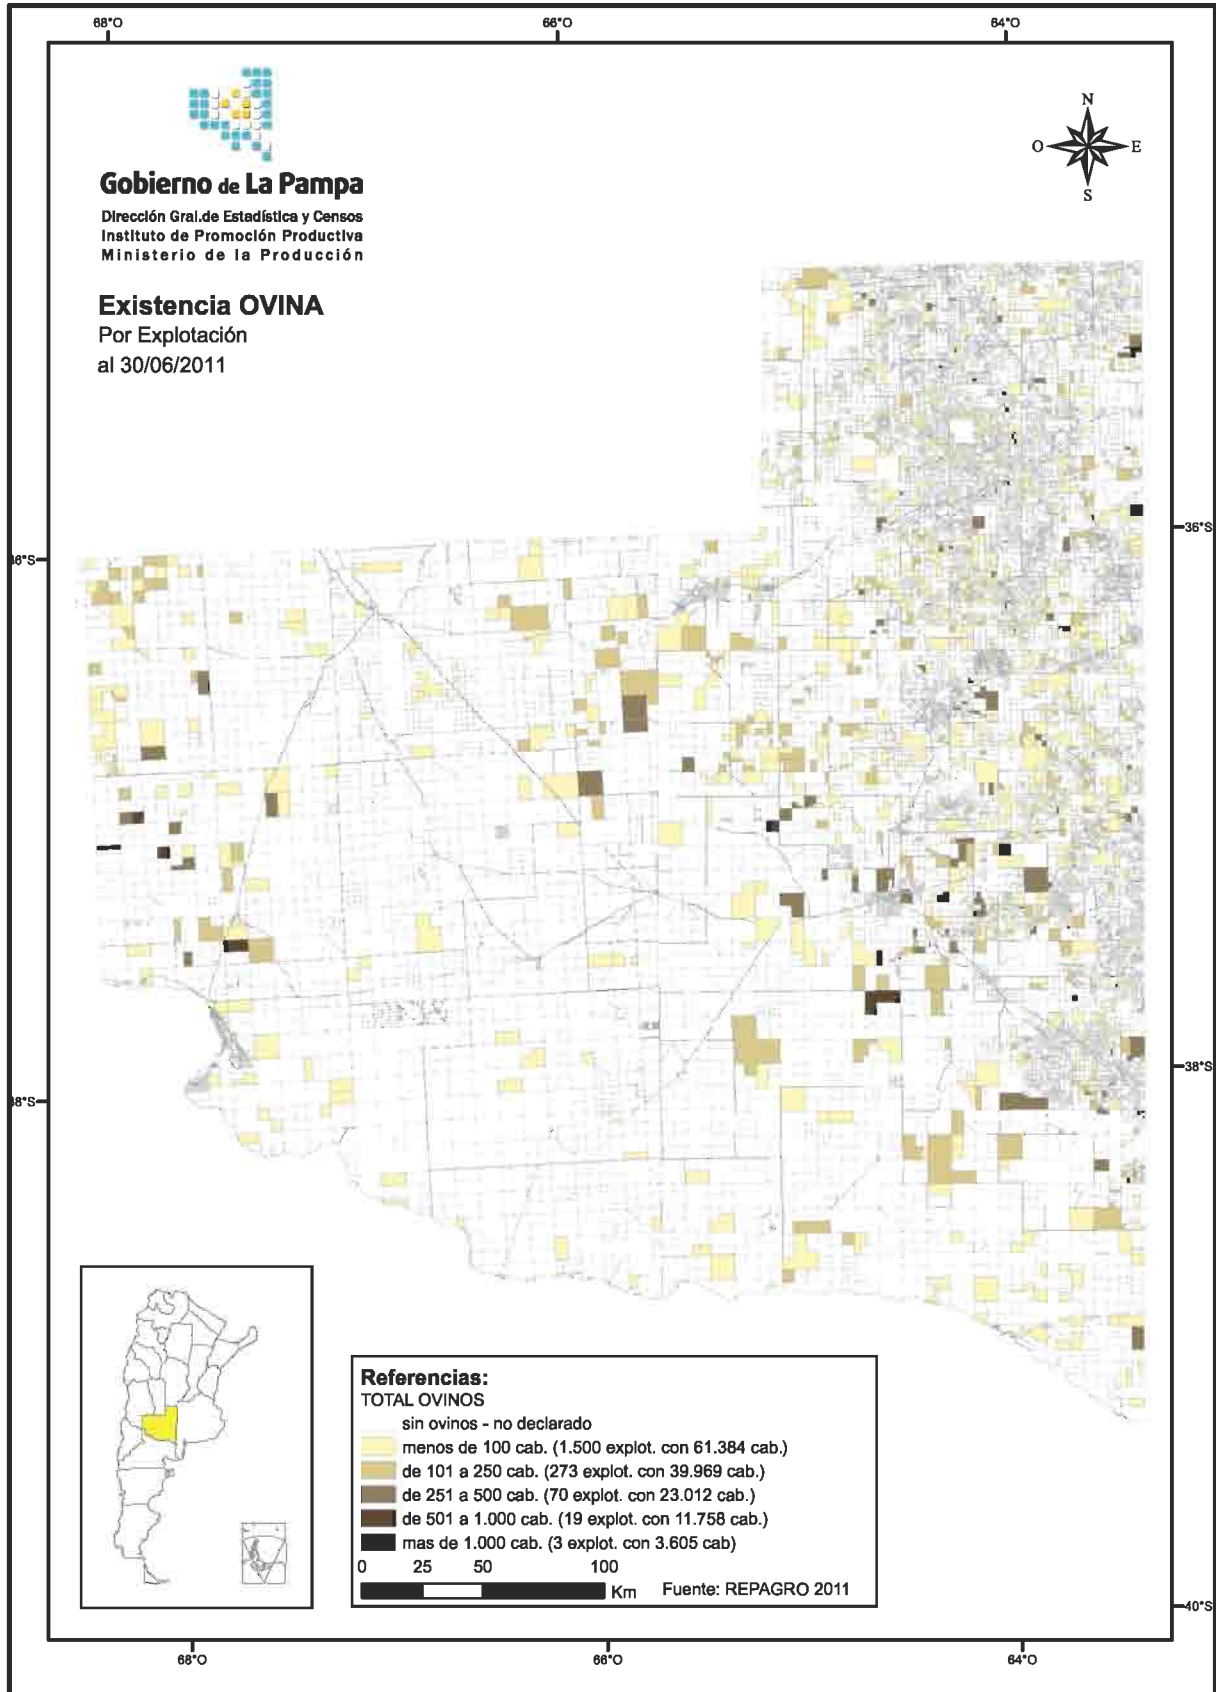 68°O 66°O 64°O
N
O E
S
Gobierno de La Pampa
Dirección Gral.de Estadística y Censos
Instituto de Promoción Productiva
Ministerio de la Producción
Existencia OVINA
Por Explotación
al 30/06/2011
36°S
6°S
38°S
8°S
Referencias:
TOTAL OVINOS
sin ovinos - no declarado
menos de 100 cab. (1.500 explot. con 61.384 cab.)
de 101 a 250 cab. (273 explot. con 39.969 cab.)
de 251 a 500 cab. (70 explot. con 23.012 cab.)
de 501 a 1.000 cab. (19 explot. con 11.758 cab.)
mas de 1.000 cab. (3 explot. con 3.605 cab)
0 25 50 100
Km Fuente: REPAGRO 2011
40°S
68°O 66°O 64°O